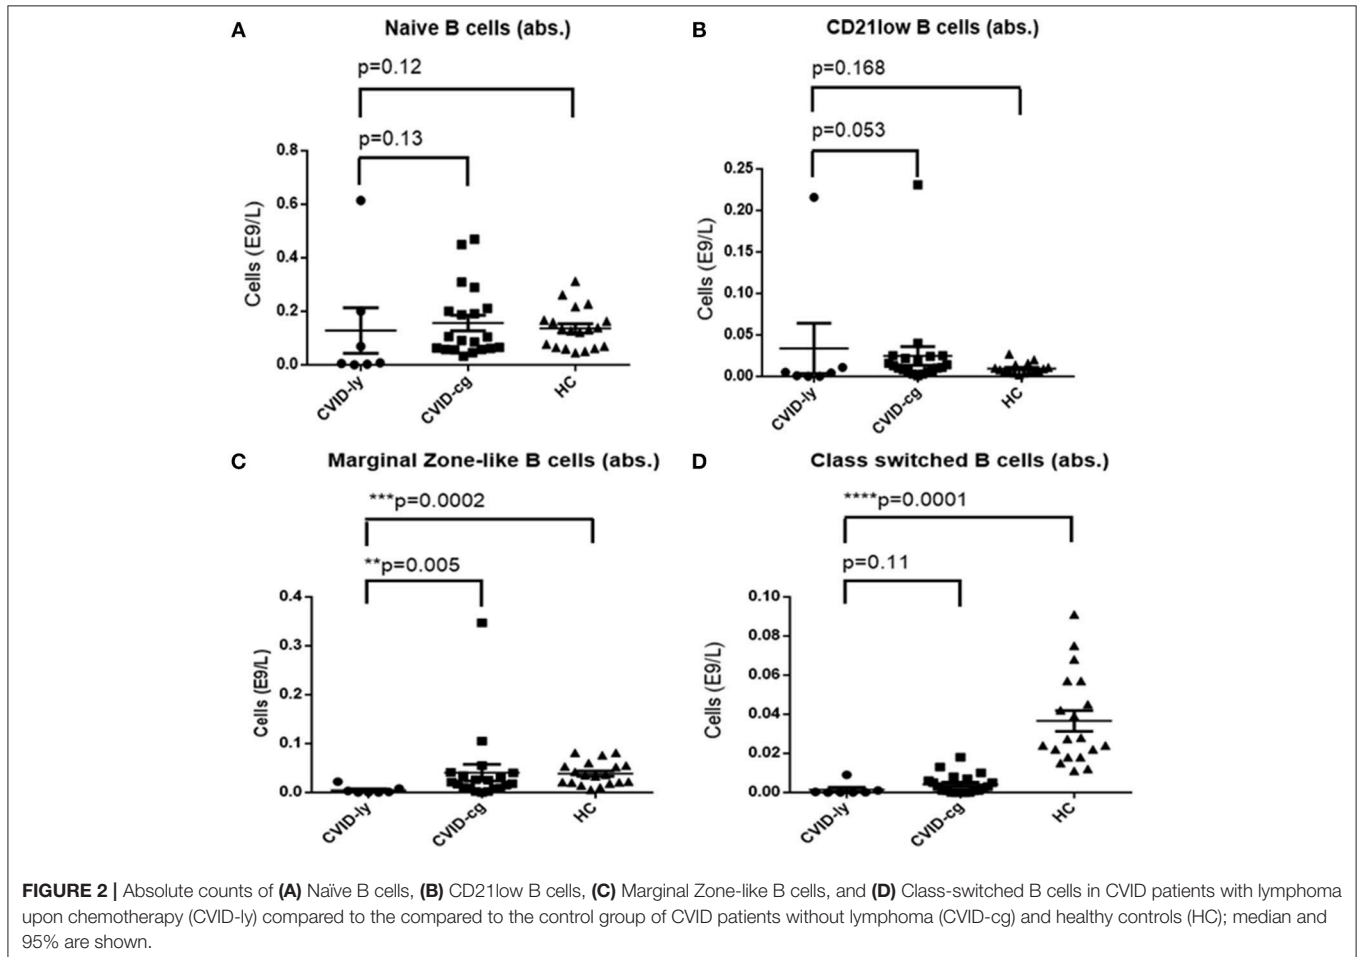 A
Naive B cells (abs.)
p=0.12
p=0.13
Cells (E9/L)
0.8
0.6
0.4
0.2
0.0
CVID-ly
CVID-cg
HC
B
CD21low B cells (abs.)
p=0.168
p=0.053
Cells (E9/L)
0.25
0.20
0.15
0.10
0.05
0.00
CVID-ly
CVID-cg
HC
C
Marginal Zone-like B cells (abs.)
***p=0.0002
**p=0.005
Cells (E9/L)
0.4
0.3
0.2
0.1
0.0
CVID-ly
CVID-cg
HC
D
Class switched B cells (abs.)
****p=0.0001
p=0.11
Cells (E9/L)
0.10
0.08
0.06
0.04
0.02
0.00
CVID-ly
CVID-cg
HC
FIGURE 2 | Absolute counts of (A) Naïve B cells, (B) CD21low B cells, (C) Marginal Zone-like B cells, and (D) Class-switched B cells in CVID patients with lymphoma
upon chemotherapy (CVID-ly) compared to the compared to the control group of CVID patients without lymphoma (CVID-cg) and healthy controls (HC); median and
95% are shown.